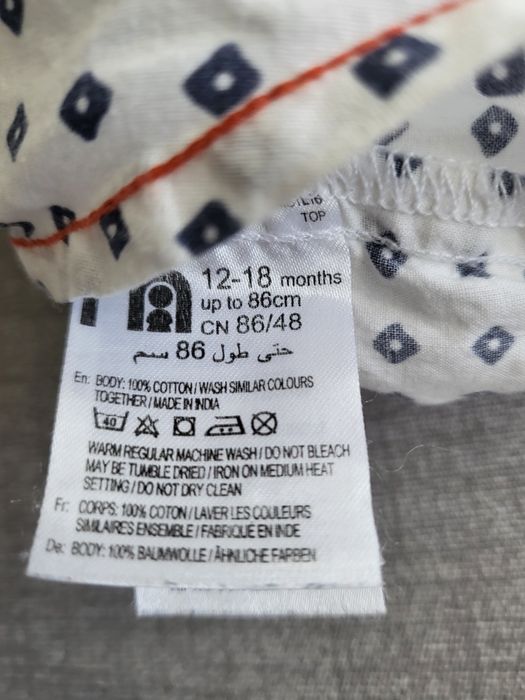 TOP
12-18 months
up to 86cm
CN 86/48
حتى طول 86 سم
En: BODY: 100% COTTON / WASH SIMILAR COLOURS
TOGETHER / MADE IN INDIA
40
WARM REGULAR MACHINE WASH / DO NOT BLEACH
MAY BE TUMBLE DRIED / IRON ON MEDIUM HEAT
SETTING / DO NOT DRY CLEAN
Fr: CORPS: 100% COTON / LAVER LES COULEURS
SIMILAIRES ENSEMBLE / FABRIQUE EN INDE
De: BODY: 100% BAUMWOLLE / ÄHNLICHE FARBEN